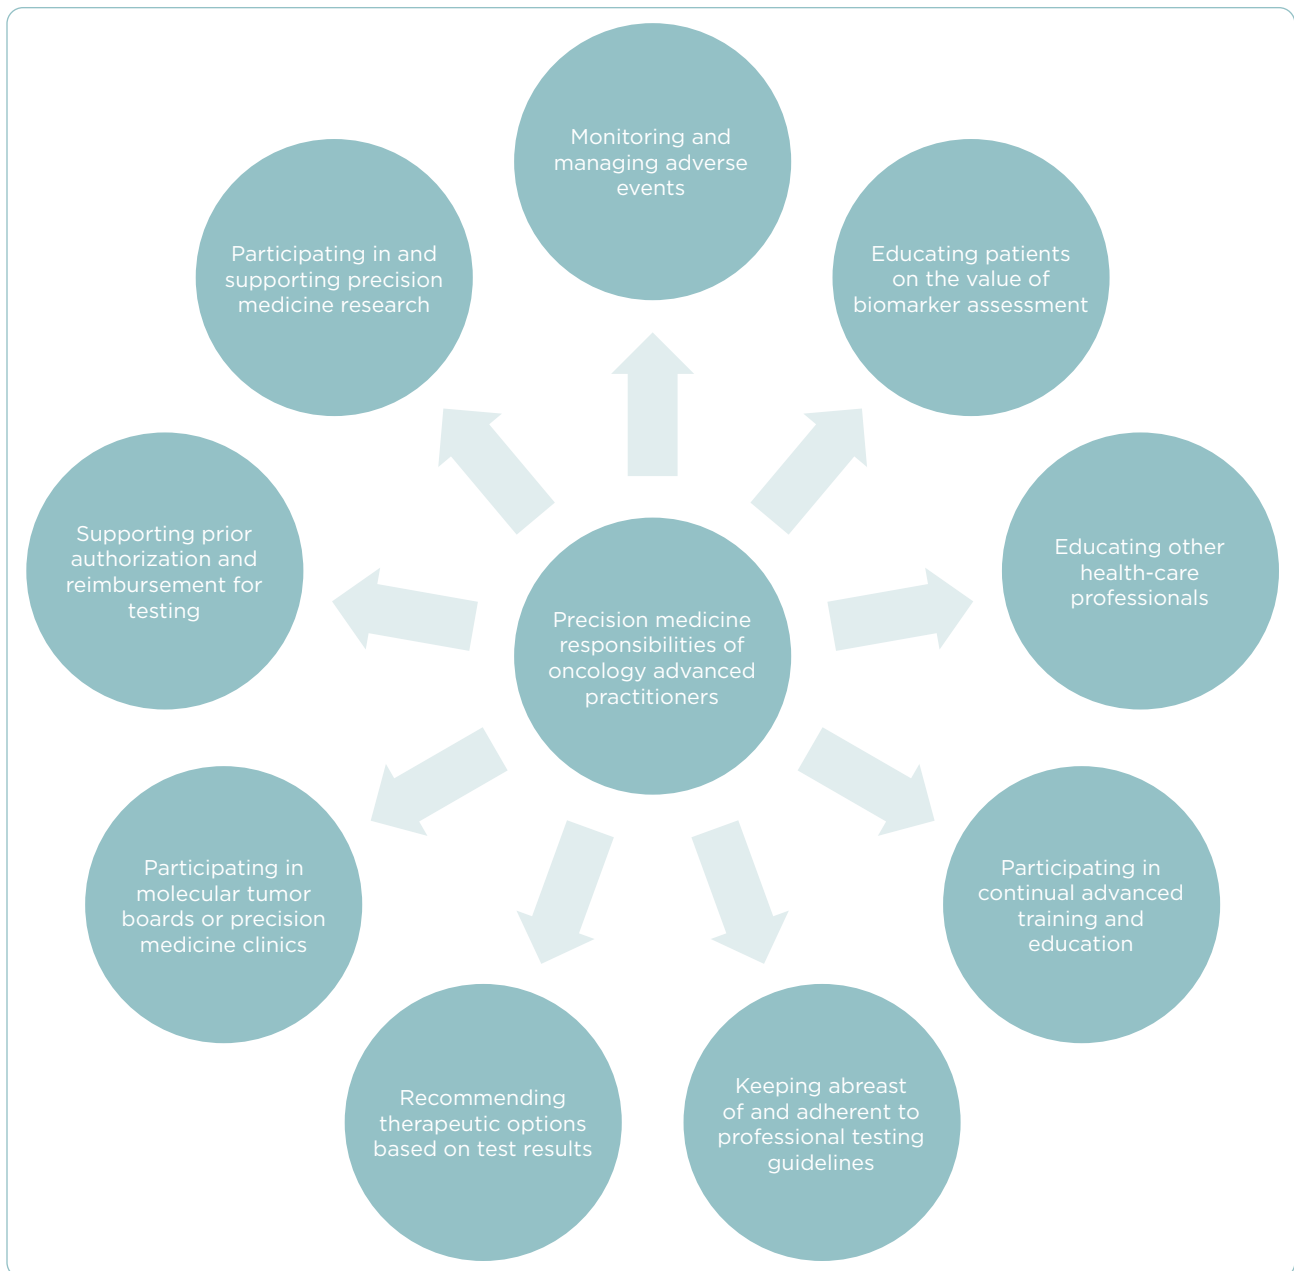 Monitoring and
managing adverse
events
Educating patients
on the value of
biomarker assessment
Educating other
health-care
professionals
Participating in
continual advanced
training and
education
Keeping abreast
of and adherent to
professional testing
guidelines
Recommending
therapeutic options
based on test results
Participating in
molecular tumor
boards or precision
medicine clinics
Supporting prior
authorization and
reimbursement for
testing
Participating in and
supporting precision
medicine research
Precision medicine
responsibilities of
oncology advanced
practitioners